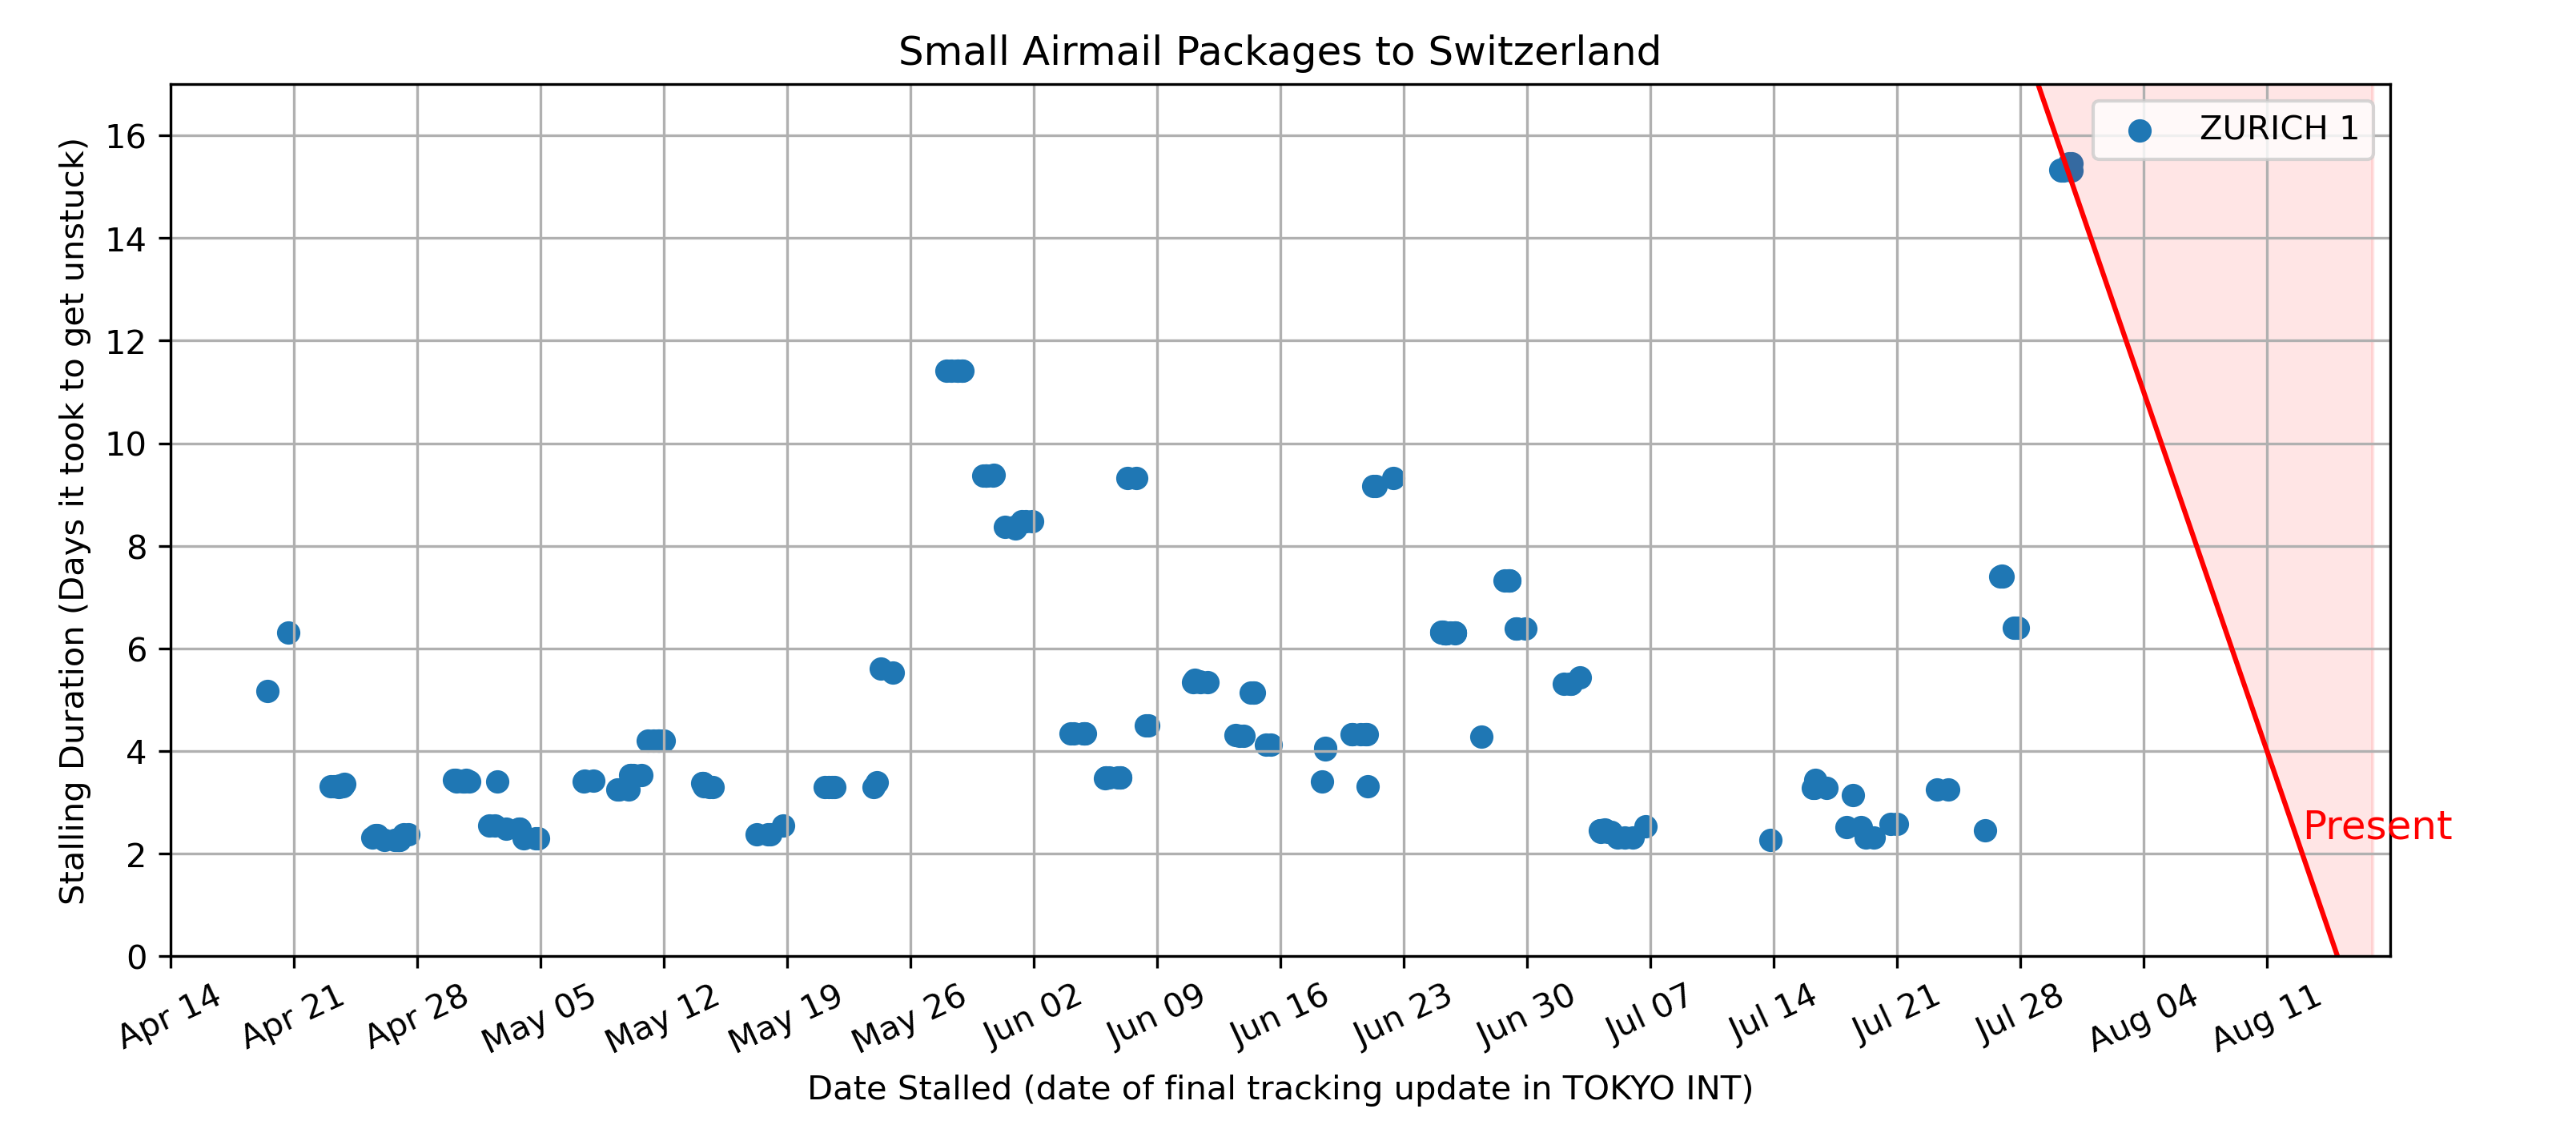 Small Airmail Packages to Switzerland
Stalling Duration (Days it took to get unstuck)
16
14
12
10
8
6
4
2
0
ZURICH 1
Present
Apr 14
Apr 21
Apr 28
May 05
May 12
May 19
May 26
Jun 02
Jun 09
Jun 16
Jun 23
Jun 30
Jul 07
Jul 14
Jul 21
Jul 28
Aug 04
Aug 11
Date Stalled (date of final tracking update in TOKYO INT)